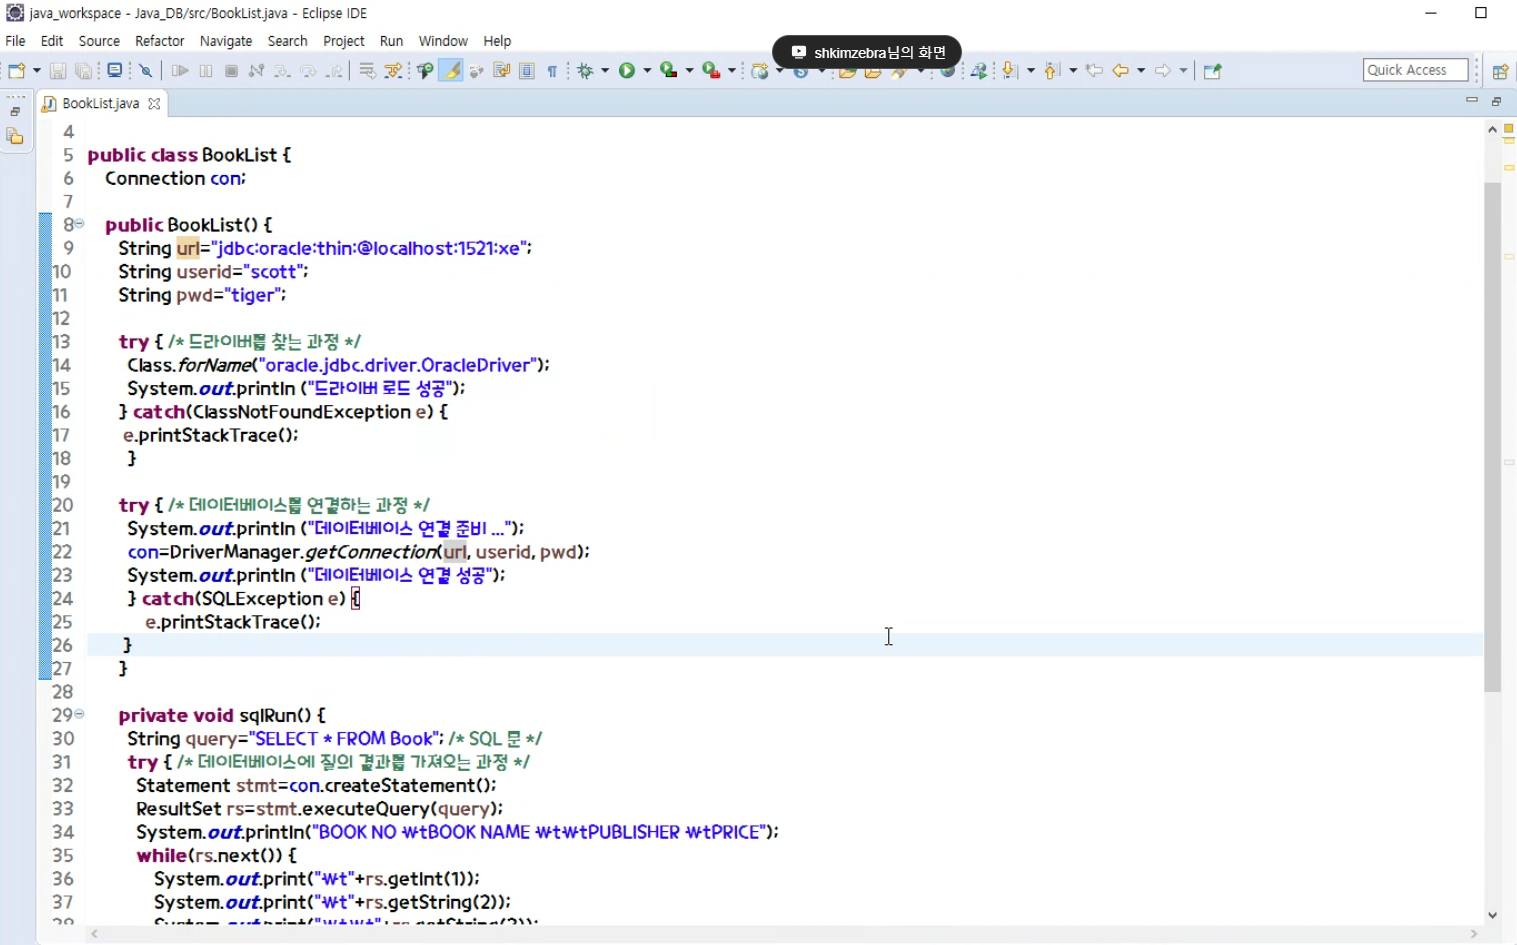 java_workspace - Java_DB/src/BookList.java - Eclipse IDE
File Edit Source Refactor Navigate Search Project Run Window Help
shkimzebra님의 화면
Quick Access
BookList.java
4
5 public class BookList {
6 Connection con;
7
8 public BookList() {
9 String url="jdbc:oracle:thin:@localhost:1521:xe";
10 String userid="scott";
11 String pwd="tiger";
12
13 try { /* 드라이버를 찾는 과정 */
14 Class.forName("oracle.jdbc.driver.OracleDriver");
15 System.out.println ("드라이버 로드 성공");
16 } catch(ClassNotFoundException e) {
17 e.printStackTrace();
18 }
19
20 try { /* 데이터베이스를 연결하는 과정 */
21 System.out.println ("데이터베이스 연결 준비 ...");
22 con=DriverManager.getConnection(url, userid, pwd);
23 System.out.println ("데이터베이스 연결 성공");
24 } catch(SQLException e) {
25 e.printStackTrace();
26 }
27 }
28
29 private void sqlRun() {
30 String query="SELECT * FROM Book"; /* SQL 문 */
31 try { /* 데이터베이스에 질의 결과를 가져오는 과정 */
32 Statement stmt=con.createStatement();
33 ResultSet rs=stmt.executeQuery(query);
34 System.out.println("BOOK NO ₩tBOOK NAME ₩t₩tPUBLISHER ₩tPRICE");
35 while(rs.next()) {
36 System.out.print("₩t"+rs.getInt(1));
37 System.out.print("₩t"+rs.getString(2));